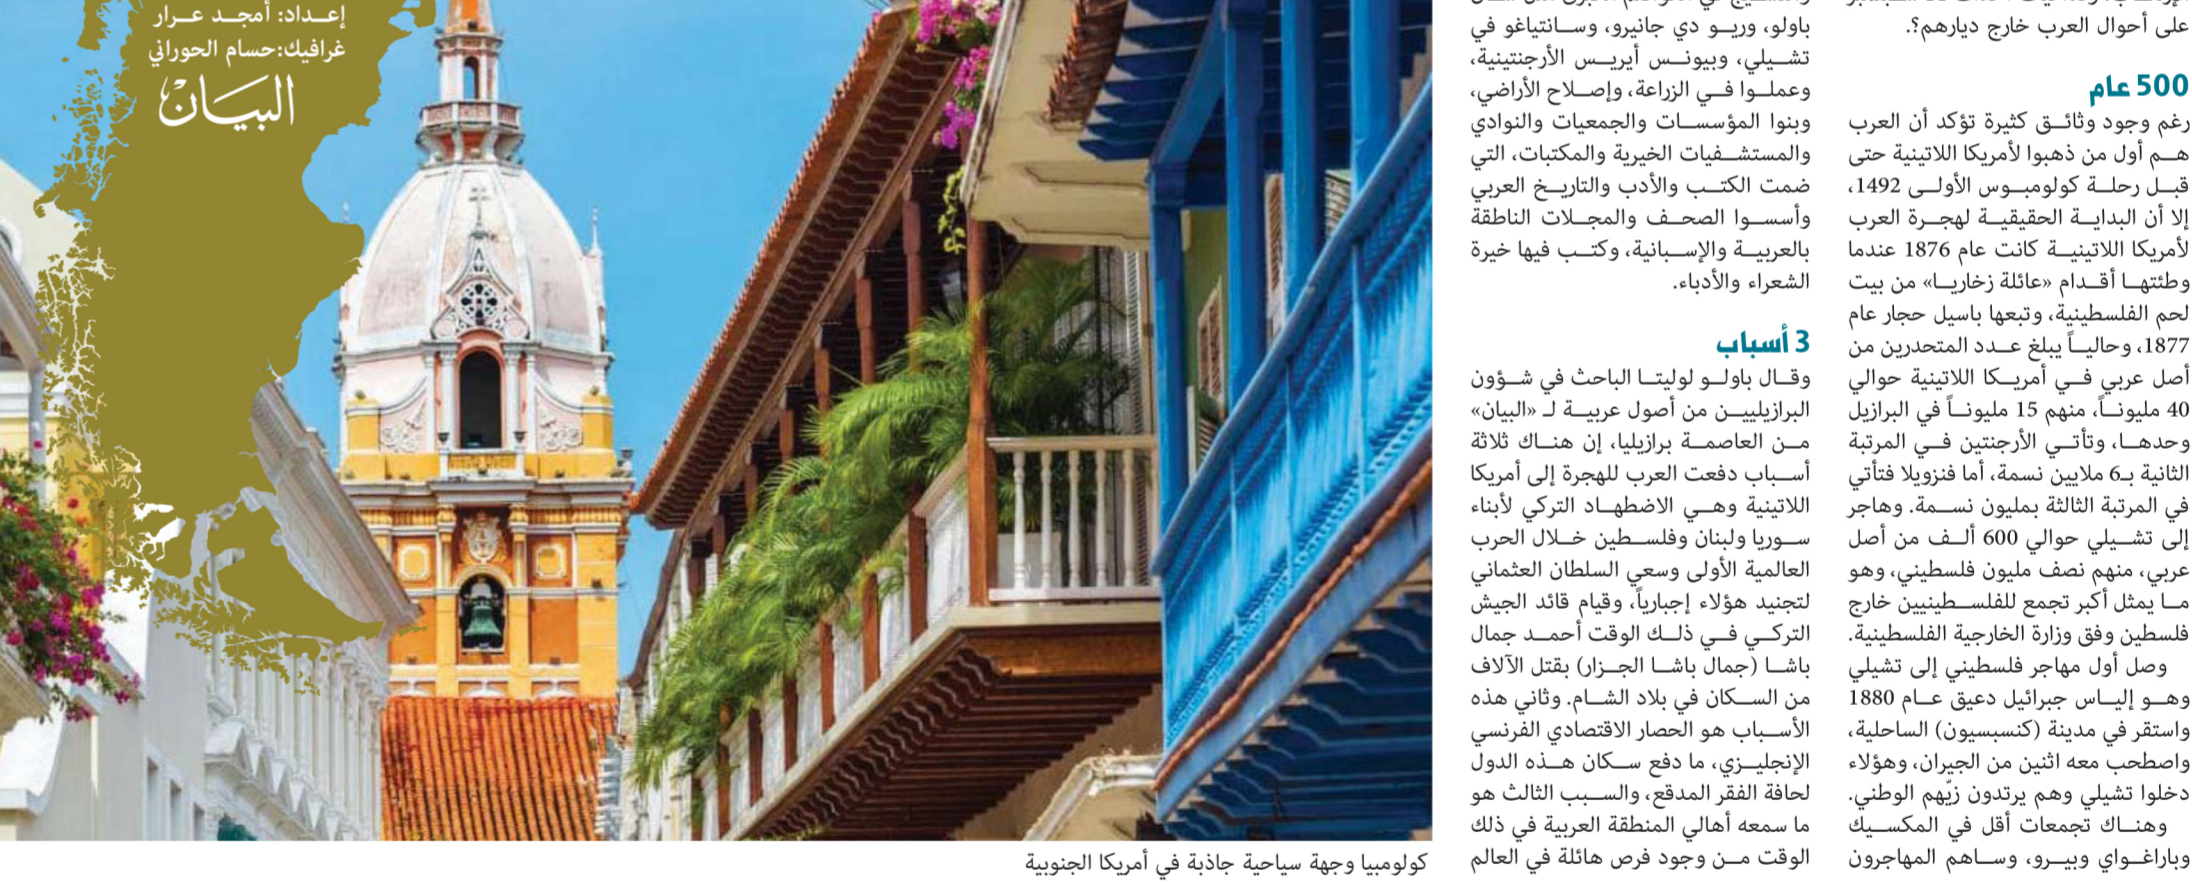 على أحوال العرب خارج ديارهم؟.
500 عام
رغم وجود وثائق كثيرة تؤكد أن العرب
هم أول من ذهبوا لأمريكا اللاتينية حتى
قبل رحلة كولومبوس الأولى 1492،
إلا أن البداية الحقيقية لهجرة العرب
لأمريكا اللاتينية كانت عام 1876 عندما
وطئتها أقدام «عائلة زخاريا» من بيت
لحم الفلسطينية، وتبعها باسيل حجار عام
1877، وحالياً يبلغ عدد المتحدرين من
أصل عربي في أمريكا اللاتينية حوالي
40 مليوناً، منهم 15 مليوناً في البرازيل
وحدها، وتأتي الأرجنتين في المرتبة
الثانية بـ6 ملايين نسمة، أما فنزويلا فتأتي
في المرتبة الثالثة بمليون نسمة. وهاجر
إلى تشيلي حوالي 600 ألف من أصل
عربي، منهم نصف مليون فلسطيني، وهو
ما يمثل أكبر تجمع للفلسطينيين خارج
فلسطين وفق وزارة الخارجية الفلسطينية.
وصل أول مهاجر فلسطيني إلى تشيلي
وهو إلياس جبرائيل دعيق عام 1880
واستقر في مدينة (كنسبسيون) الساحلية،
واصطحب معه اثنين من الجيران، وهؤلاء
دخلوا تشيلي وهم يرتدون زيّهم الوطني.
وهناك تجمعات أقل في المكسيك
وباراغواي وبيرو، وساهم المهاجرون
باولو، وريو دي جانيرو، وسانتياغو في
تشيلي، وبيونس أيريس الأرجنتينية،
وعملوا في الزراعة، وإصلاح الأراضي،
وبنوا المؤسسات والجمعيات والنوادي
والمستشفيات الخيرية والمكتبات، التي
ضمت الكتب والأدب والتاريخ العربي
وأسسوا الصحف والمجلات الناطقة
بالعربية والإسبانية، وكتب فيها خيرة
الشعراء والأدباء.
3 أسباب
وقال باولو لوليتا الباحث في شؤون
البرازيليين من أصول عربية لـ «البيان»
من العاصمة برازيليا، إن هناك ثلاثة
أسباب دفعت العرب للهجرة إلى أمريكا
اللاتينية وهي الاضطهاد التركي لأبناء
سوريا ولبنان وفلسطين خلال الحرب
العالمية الأولى وسعي السلطان العثماني
لتجنيد هؤلاء إجبارياً، وقيام قائد الجيش
التركي في ذلك الوقت أحمد جمال
باشا (جمال باشا الجزار) بقتل الآلاف
من السكان في بلاد الشام. وثاني هذه
الأسباب هو الحصار الاقتصادي الفرنسي
الإنجليزي، ما دفع سكان هذه الدول
لحافة الفقر المدقع، والسبب الثالث هو
ما سمعه أهالي المنطقة العربية في ذلك
الوقت من وجود فرص هائلة في العالم
إعداد: أمجد عرار
غرافيك:حسام الحوراني
البيان
كولومبيا وجهة سياحية جاذبة في أمريكا الجنوبية